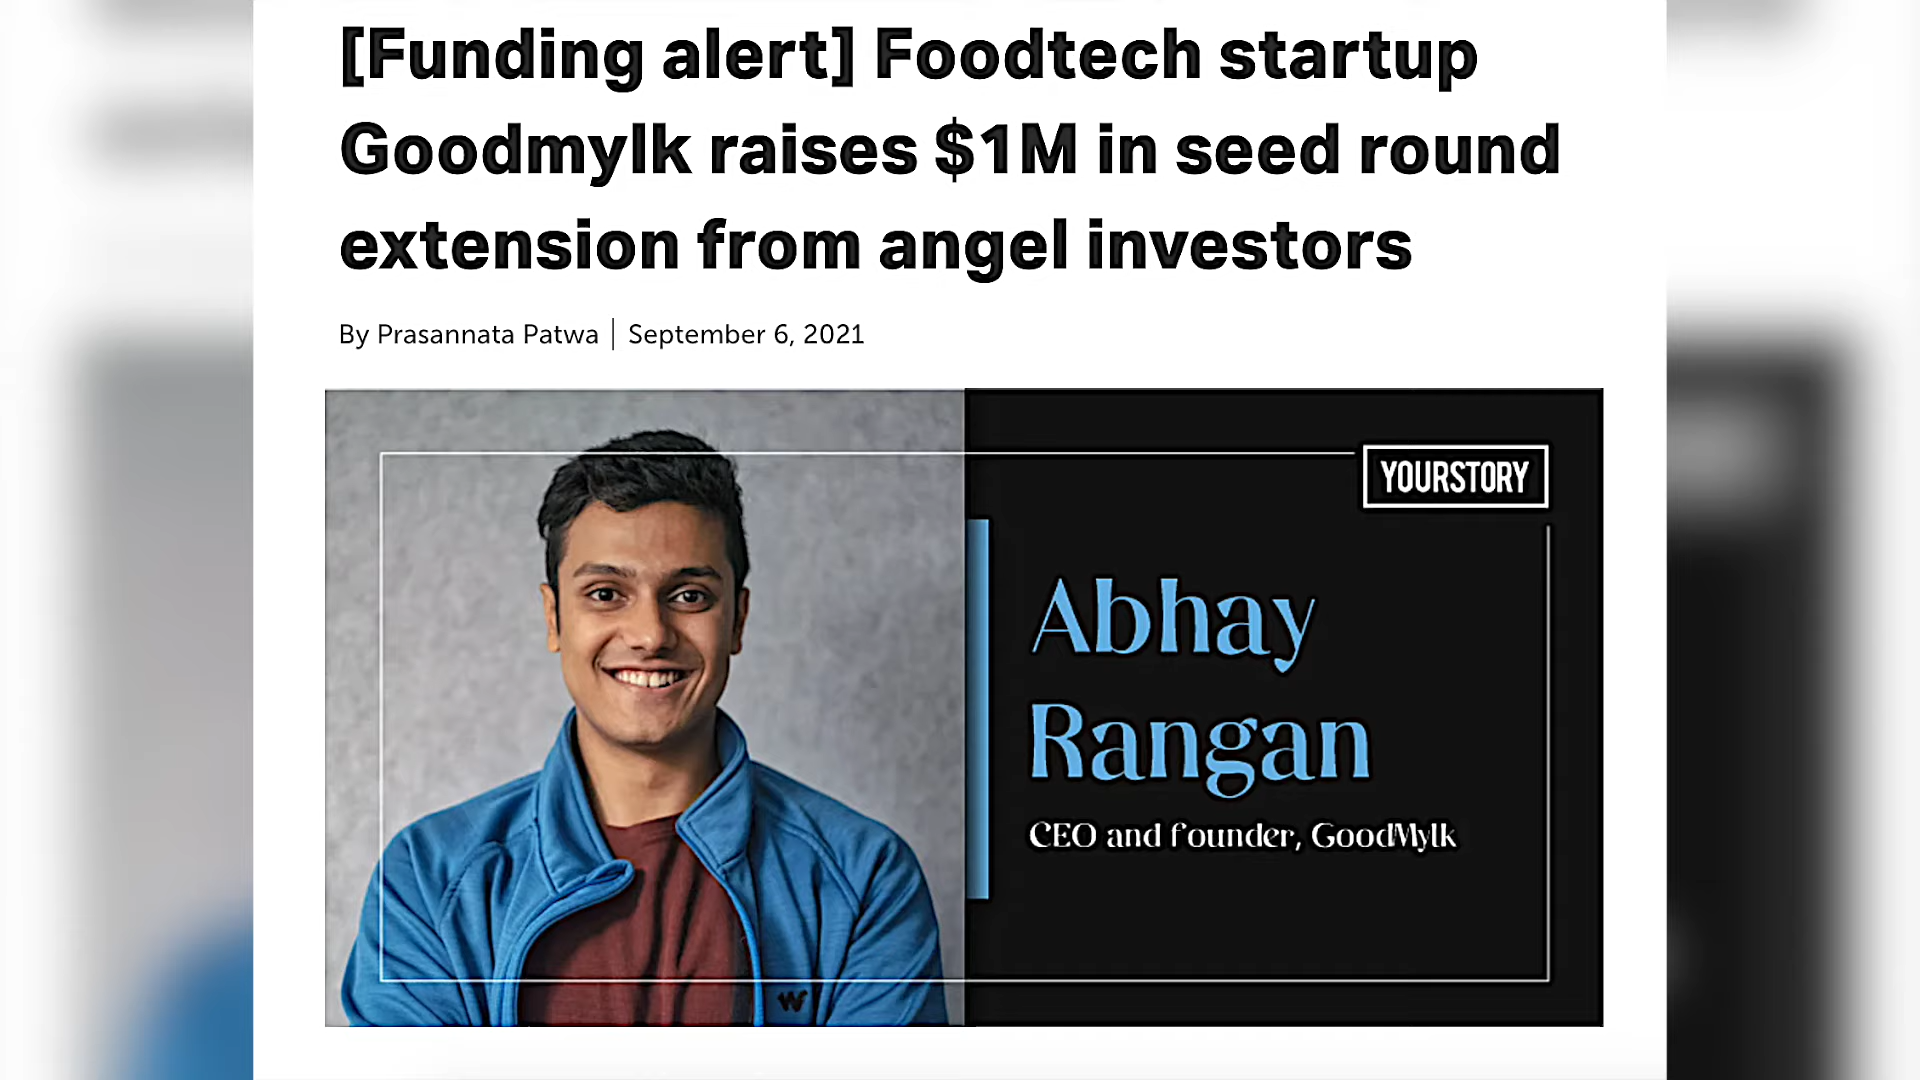 [Funding alert] Foodtech startup
Goodmylk raises $1M in seed round
extension from angel investors
By Prasannata Patwa | September 6, 2021
YOURSTORY
Abhay
Rangan
CEO and founder, GoodMylk
W